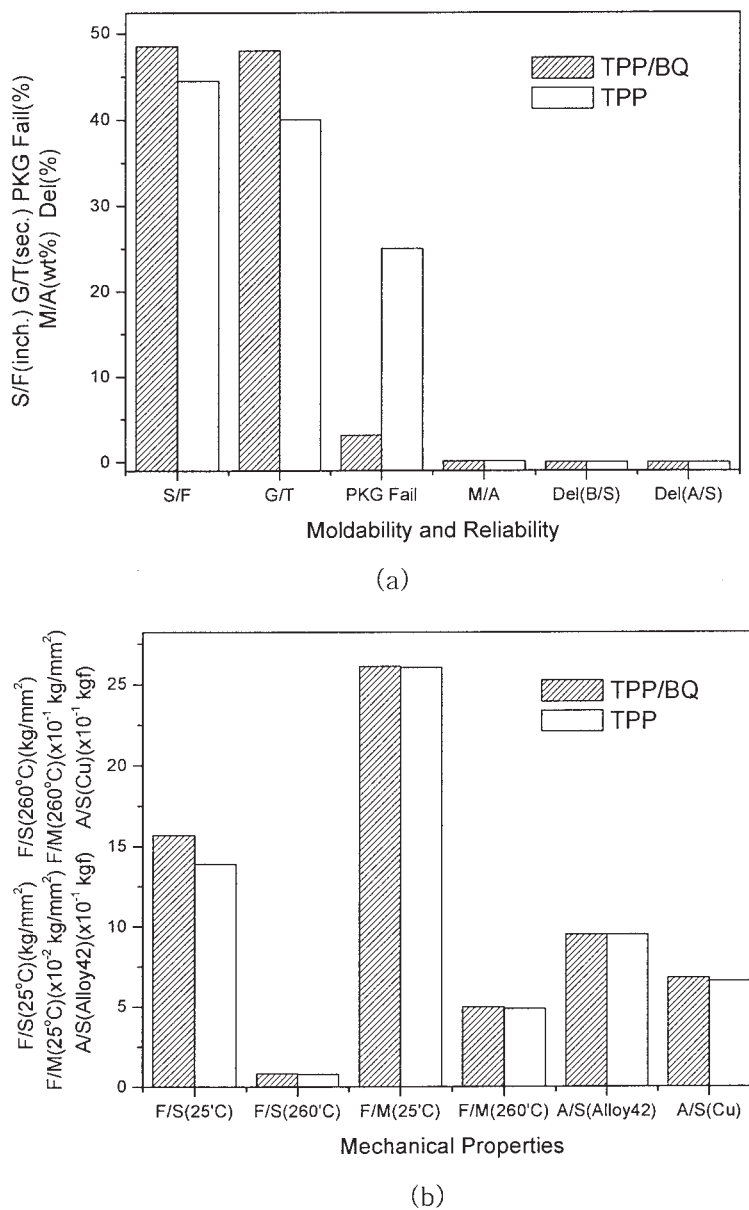 50
40
30
20
10
0
S/F(inch.) G/T(sec.) PKG Fail(%)
M/A(wt%) Del(%)
TPP/BQ
TPP
S/F
G/T
PKG Fail
M/A
Del(B/S)
Del(A/S)
Moldability and Reliability
(a)
25
20
15
10
5
0
F/S(25°C)(kg/mm²) F/S(260°C)(kg/mm²)
F/M(25°C)(x10⁻² kg/mm²) F/M(260°C)(x10⁻¹ kg/mm²)
A/S(Alloy42)(x10⁻¹ kgf) A/S(Cu)(x10⁻¹ kgf)
TPP/BQ
TPP
F/S(25'C)
F/S(260'C)
F/M(25'C)
F/M(260'C)
A/S(Alloy42)
A/S(Cu)
Mechanical Properties
(b)